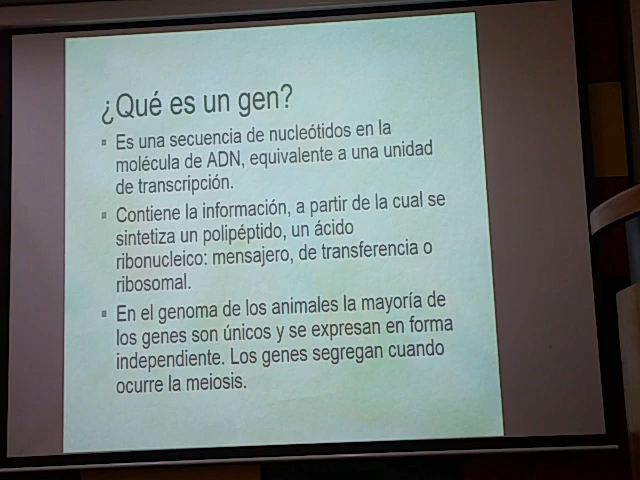 ¿Qué es un gen?
▪ Es una secuencia de nucleótidos en la
molécula de ADN, equivalente a una unidad
de transcripción.
▪ Contiene la información, a partir de la cual se
sintetiza un polipéptido, un ácido
ribonucleico: mensajero, de transferencia o
ribosomal.
▪ En el genoma de los animales la mayoría de
los genes son únicos y se expresan en forma
independiente. Los genes segregan cuando
ocurre la meiosis.